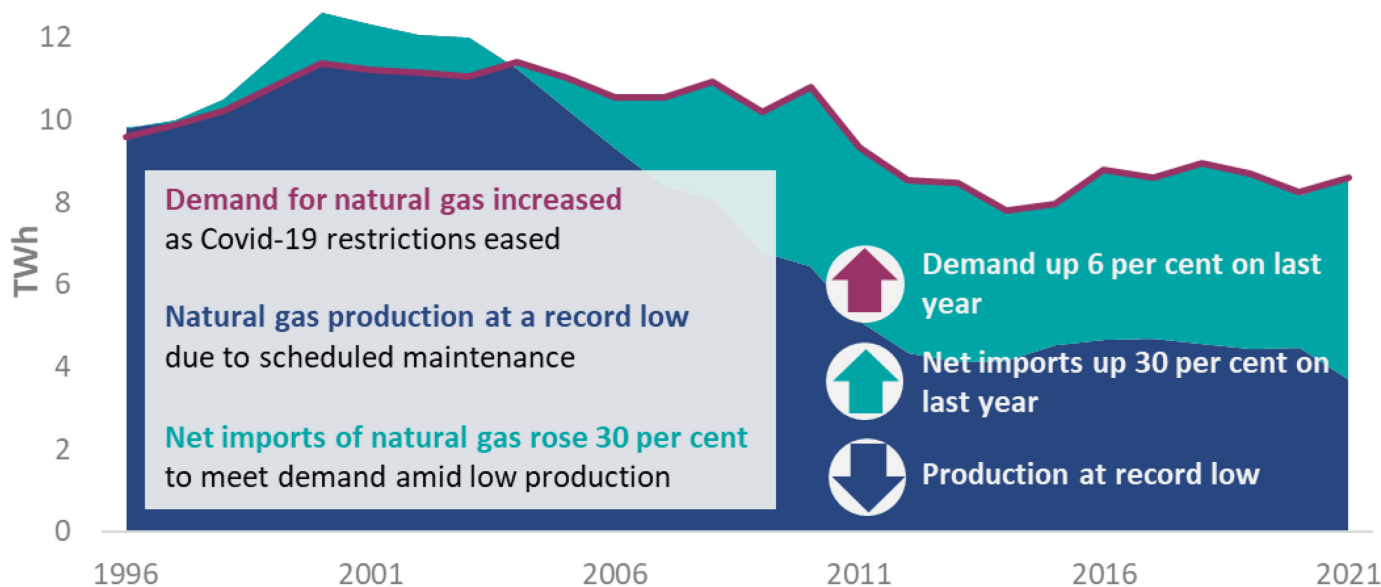 12
10
8
6
4
2
0
TWh
Demand for natural gas increased
as Covid-19 restrictions eased
Natural gas production at a record low
due to scheduled maintenance
Net imports of natural gas rose 30 per cent
to meet demand amid low production
Demand up 6 per cent on last
year
Net imports up 30 per cent on
last year
Production at record low
1996 2001 2006 2011 2016 2021